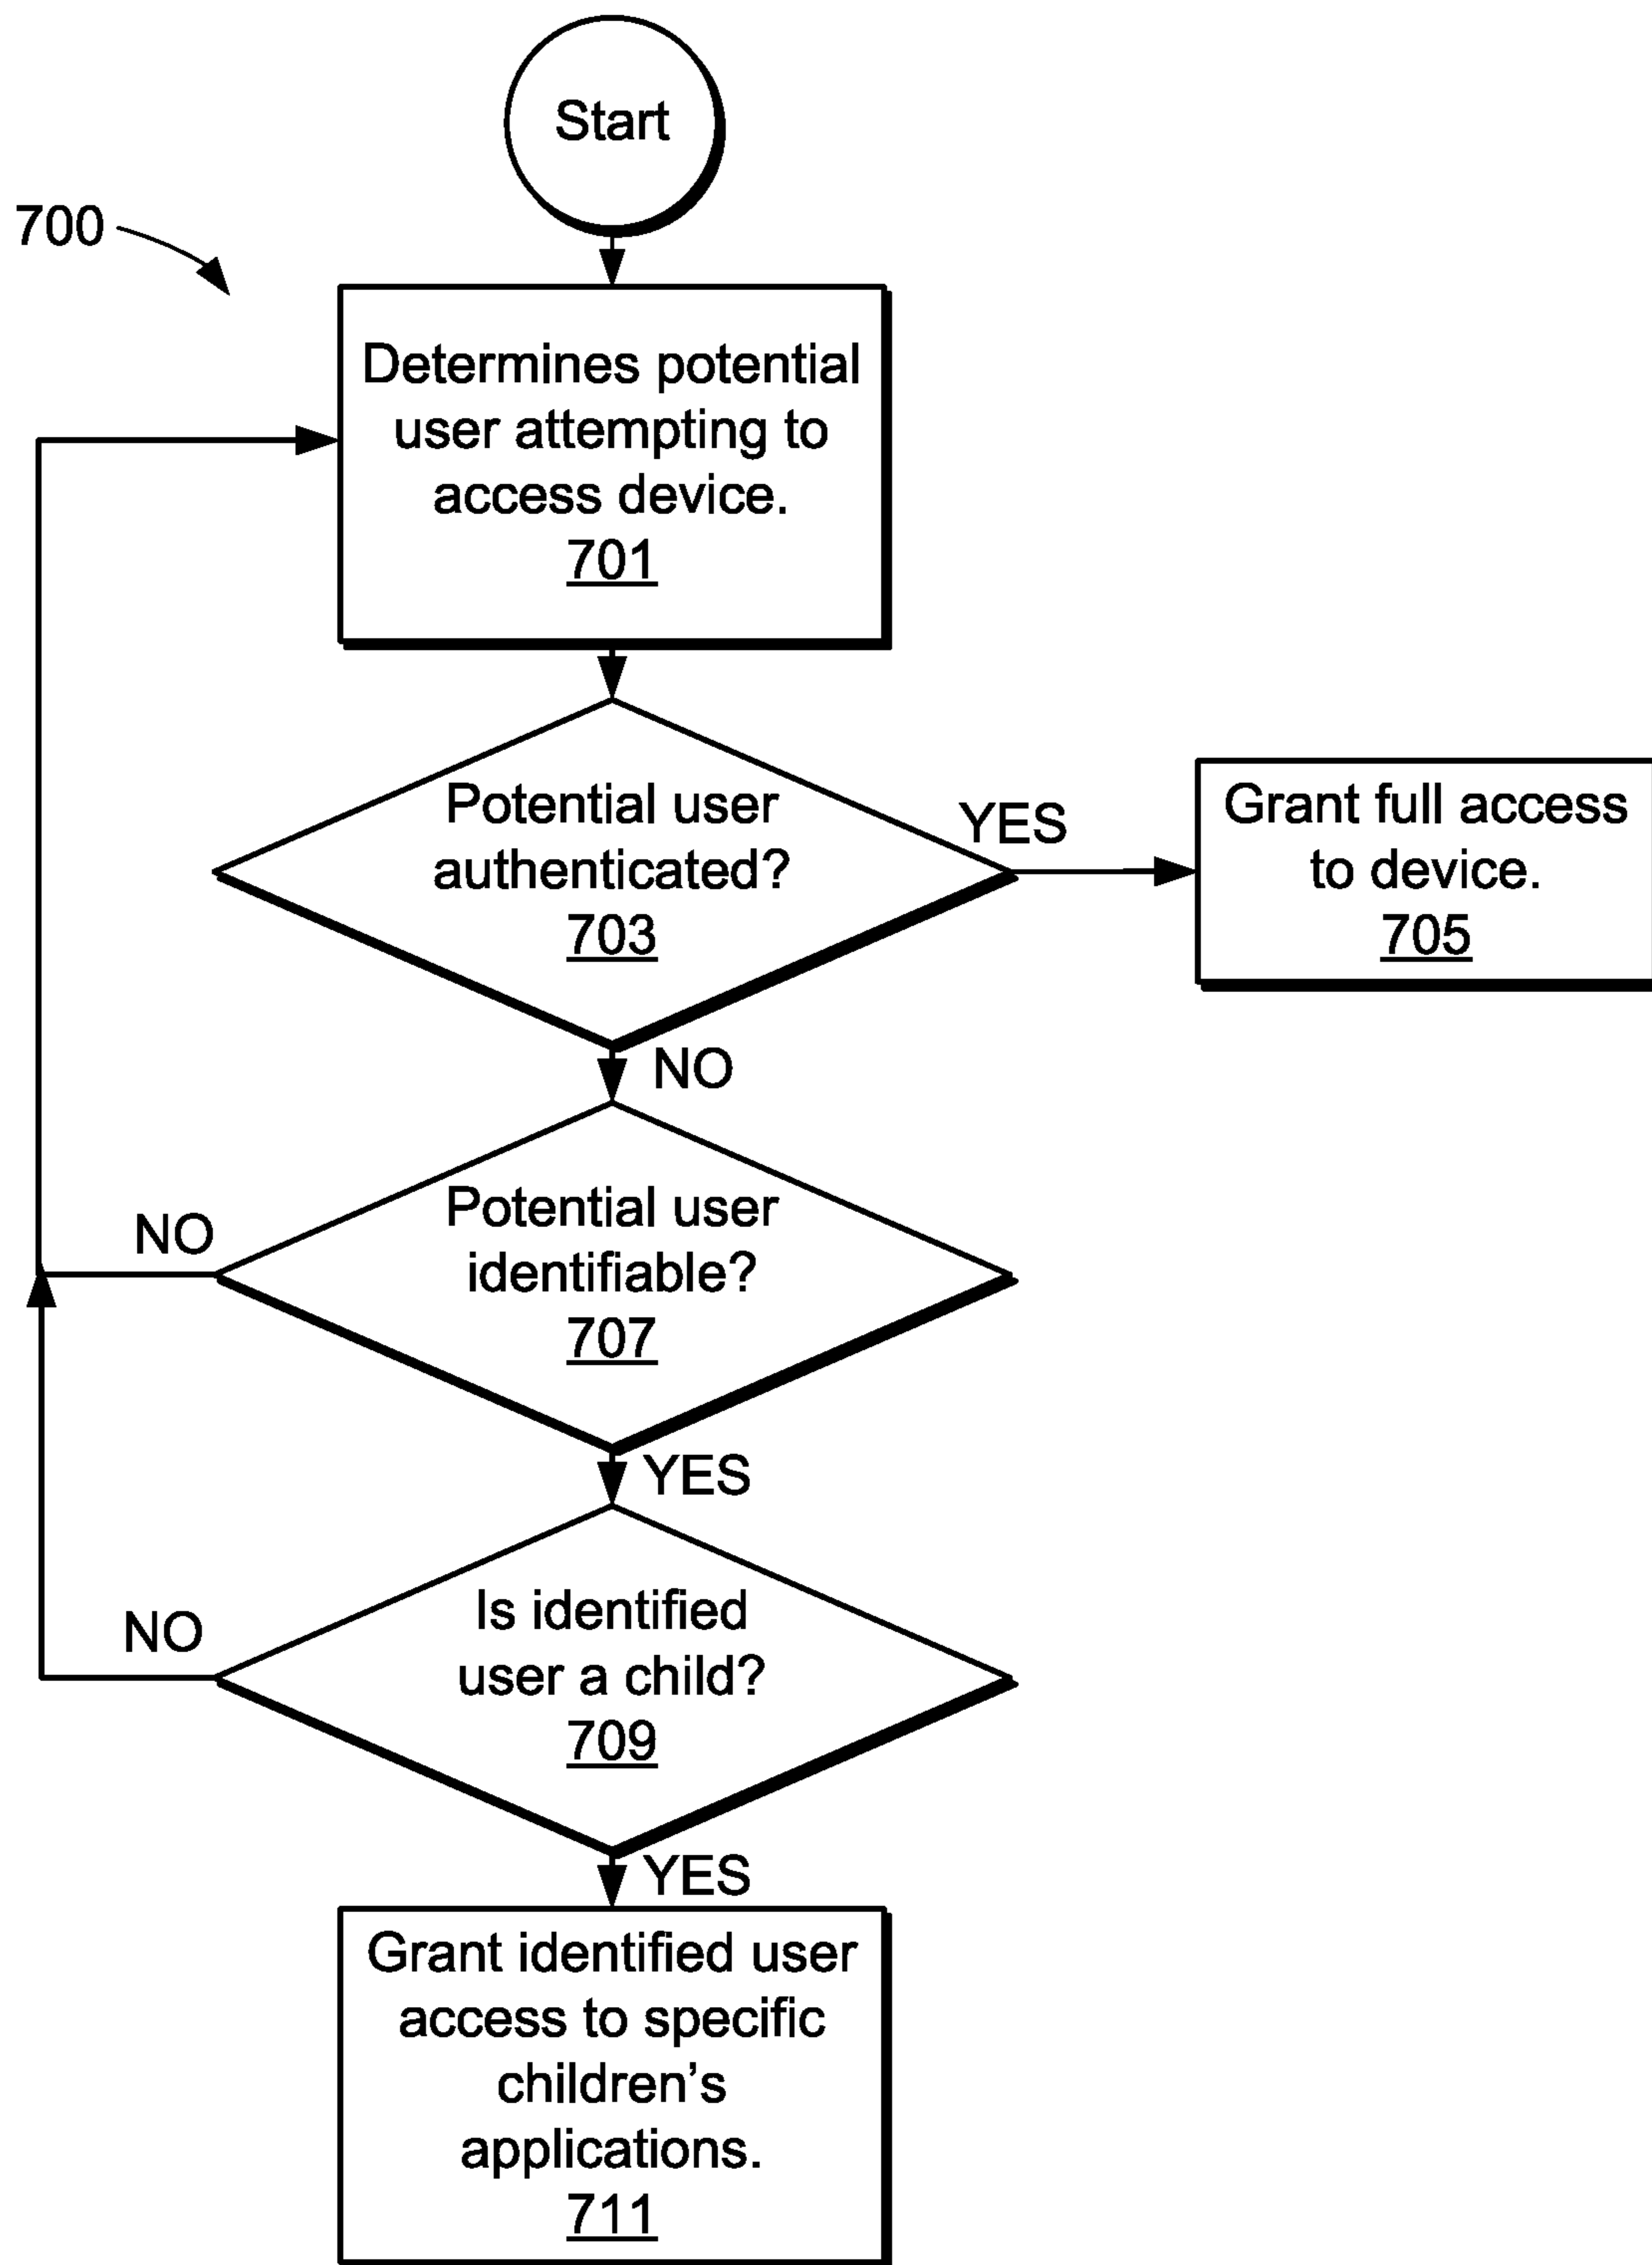 Start
700
Determines potential
user attempting to
access device.
701
Potential user
authenticated?
703
YES
Grant full access
to device.
705
NO
Potential user
identifiable?
707
NO
YES
Is identified
user a child?
709
NO
YES
Grant identified user
access to specific
children’s
applications.
711